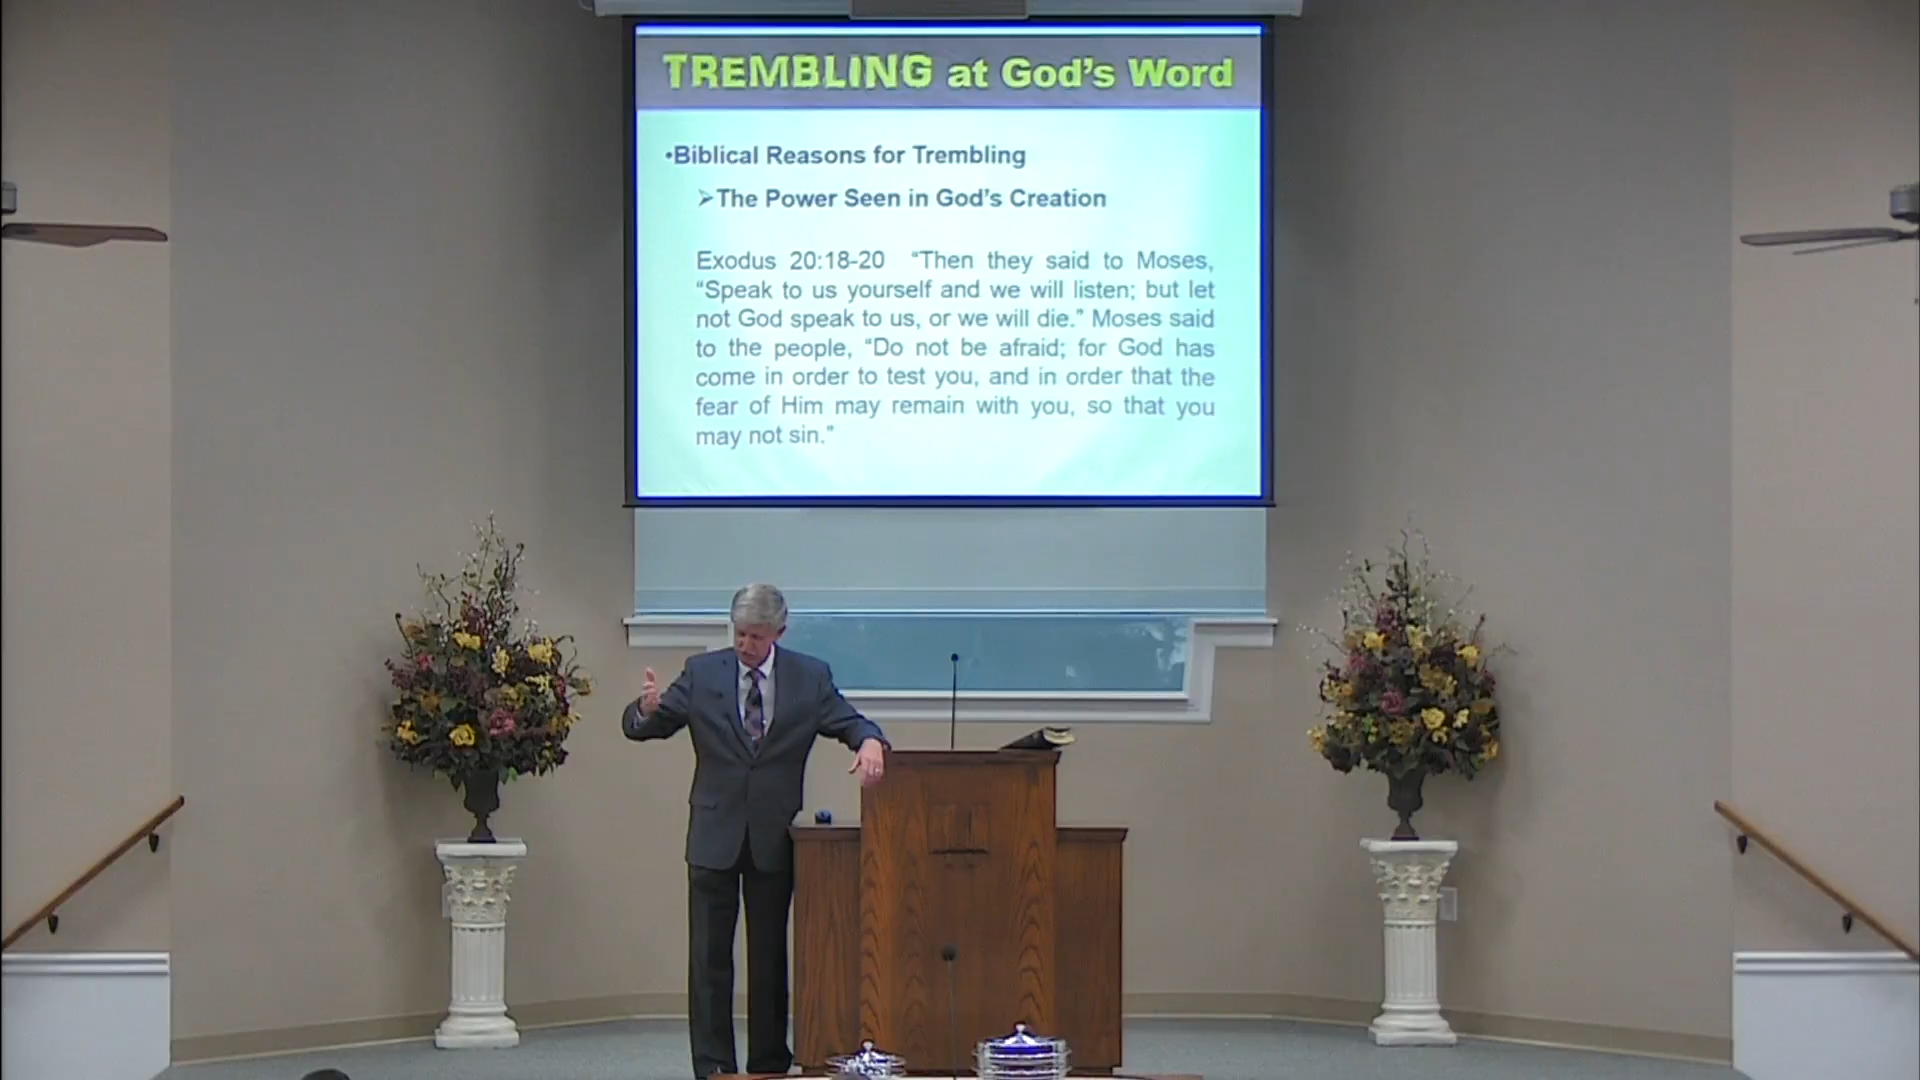 TREMBLING at God's Word
•Biblical Reasons for Trembling
➢The Power Seen in God's Creation
Exodus 20:18-20 “Then they said to Moses,
“Speak to us yourself and we will listen; but let
not God speak to us, or we will die.” Moses said
to the people, “Do not be afraid; for God has
come in order to test you, and in order that the
fear of Him may remain with you, so that you
may not sin.”